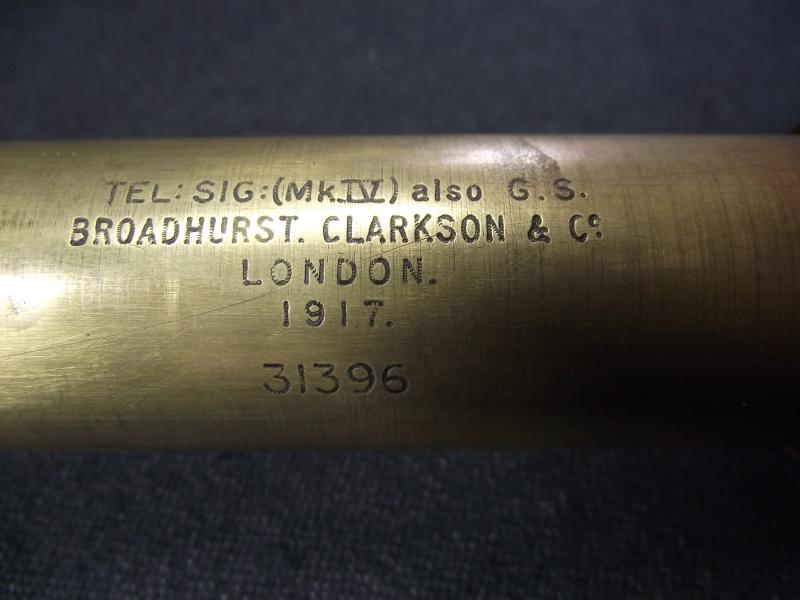 TEL: SIG: (MK.IV) also G.S.
BROADHURST. CLARKSON & Co.
LONDON.
1917.
31396